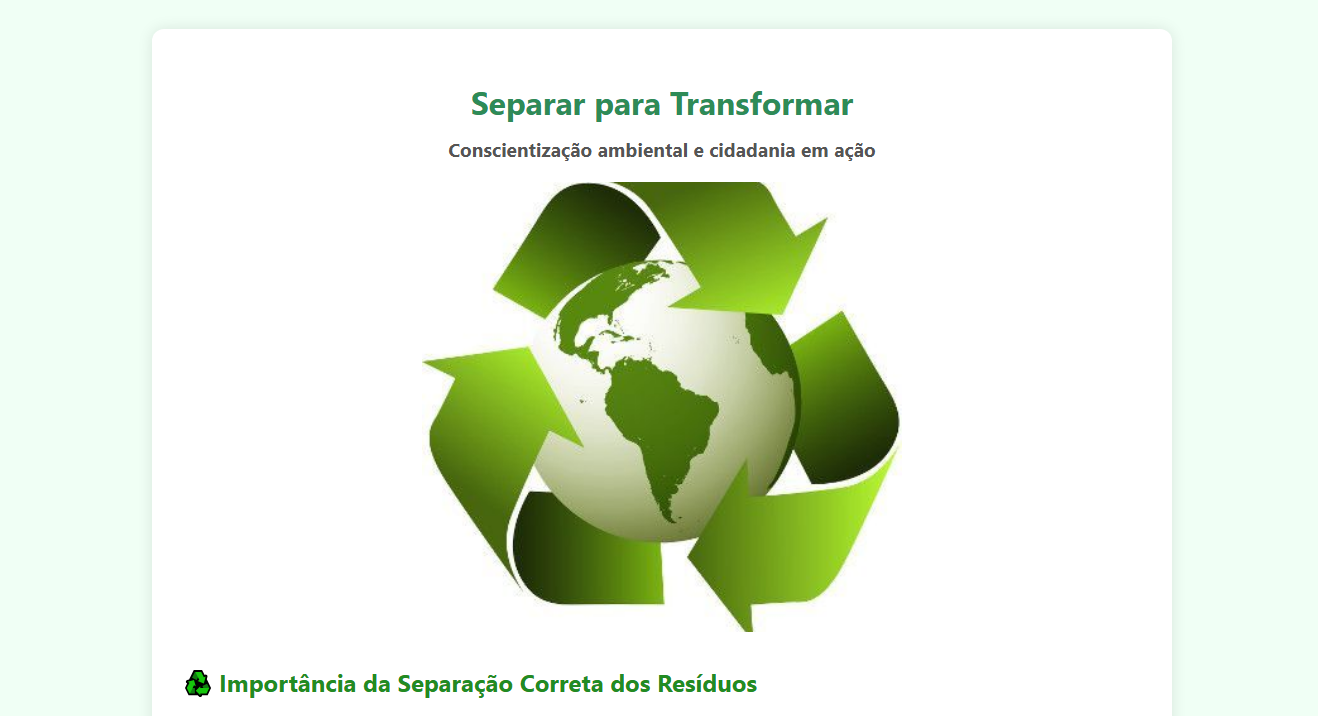 Separar para Transformar
Conscientização ambiental e cidadania em ação
Importância da Separação Correta dos Resíduos